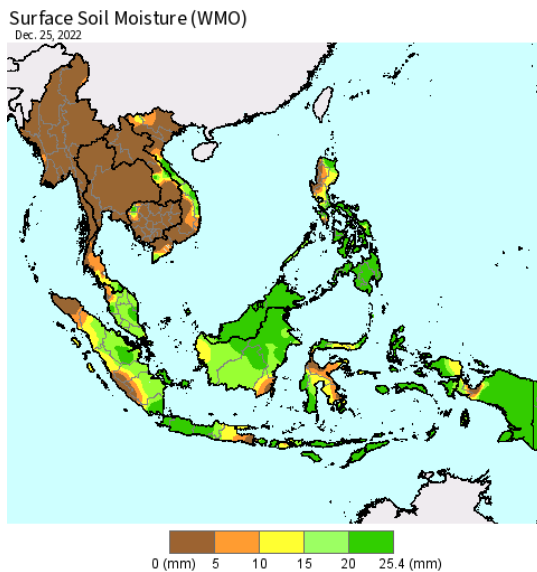 Surface Soil Moisture (WMO)
Dec. 25, 2022
0 (mm) 5 10 15 20 25.4 (mm)